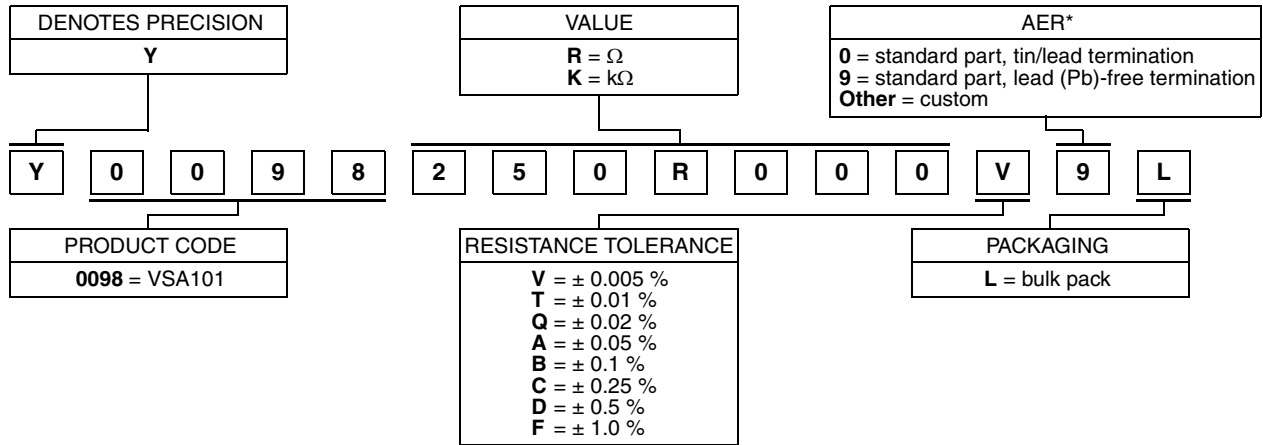 DENOTES PRECISION
Y
VALUE
R = Ω
K = kΩ
AER*
0 = standard part, tin/lead termination
9 = standard part, lead (Pb)-free termination
Other = custom
Y 0 0 9 8 2 5 0 R 0 0 0 V 9 L
PRODUCT CODE
0098 = VSA101
RESISTANCE TOLERANCE
V = ± 0.005 %
T = ± 0.01 %
Q = ± 0.02 %
A = ± 0.05 %
B = ± 0.1 %
C = ± 0.25 %
D = ± 0.5 %
F = ± 1.0 %
PACKAGING
L = bulk pack